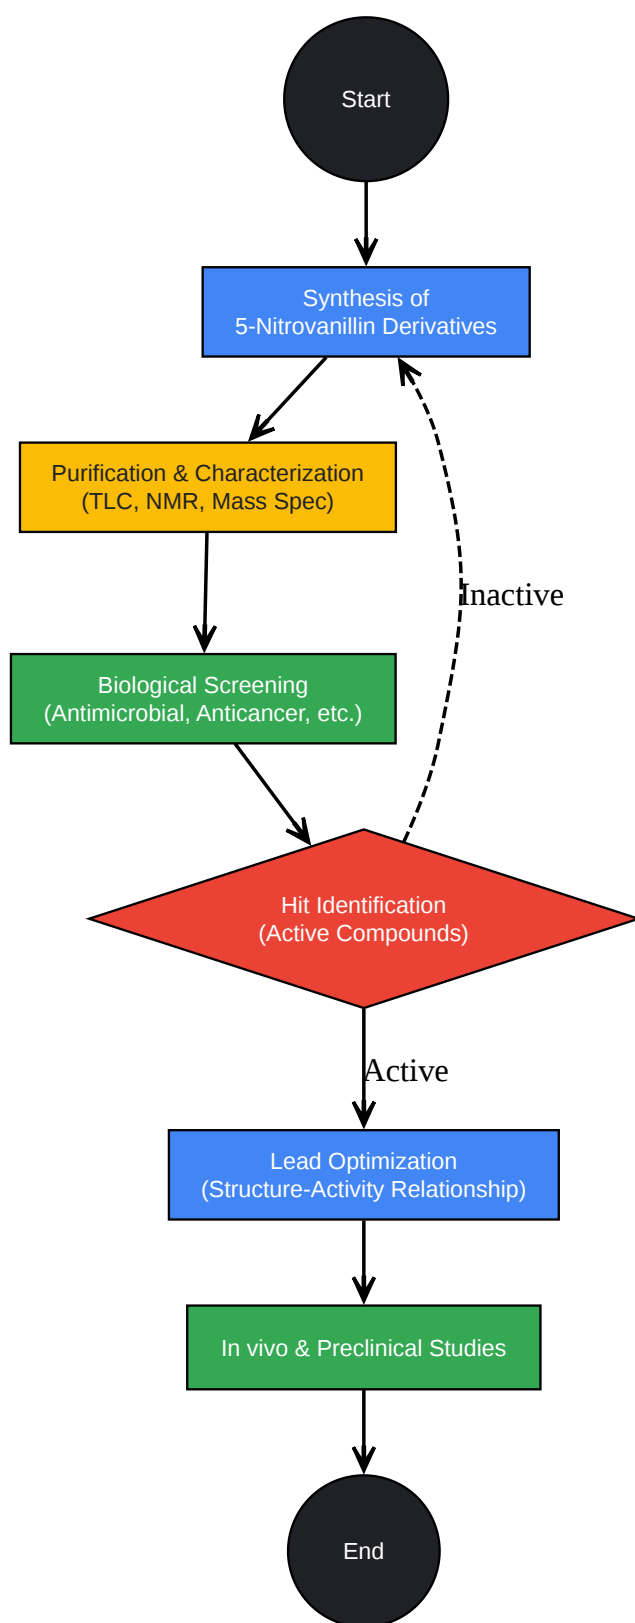 Start
Synthesis of
5-Nitrovanillin Derivatives
Purification & Characterization
(TLC, NMR, Mass Spec)
Inactive
Biological Screening
(Antimicrobial, Anticancer, etc.)
Hit Identification
(Active Compounds)
Active
Lead Optimization
(Structure-Activity Relationship)
In vivo & Preclinical Studies
End